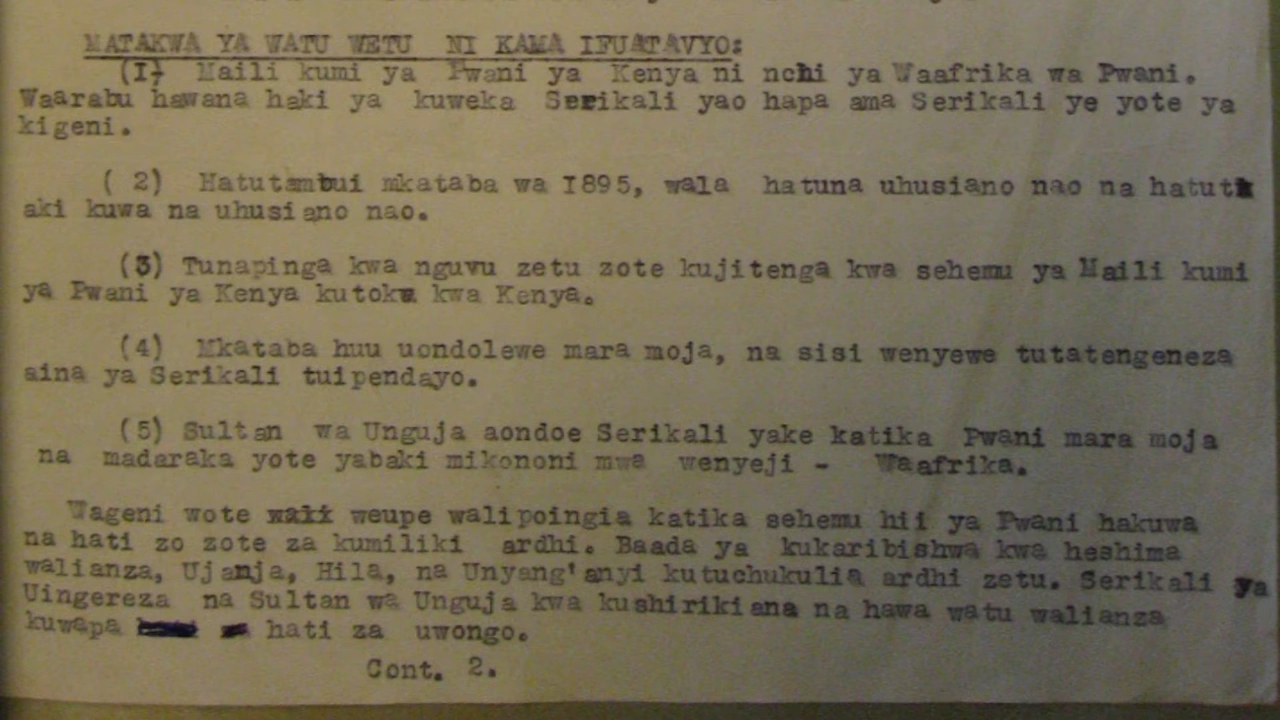 MATAKWA YA WATU WETU NI KAMA IFUATAVYO:
(I) Maili kumi ya Pwani ya Kenya ni nchi ya Waafrika wa Pwani.
Waarabu hawana haki ya kuweka Serikali yao hapa ama Serikali ye yote ya
kigeni.
( 2) Hatutambui mkataba wa I895, wala hatuna uhusiano nao na hatut
aki kuwa na uhusiano nao.
(3) Tunapinga kwa nguvu zetu zote kujitenga kwa sehemu ya Maili kumi
ya Pwani ya Kenya kutoka kwa Kenya.
(4) Mkataba huu uondolewe mara moja, na sisi wenyewe tutatengeneza
aina ya Serikali tuipendayo.
(5) Sultan wa Unguja aondoe Serikali yake katika Pwani mara moja
na madaraka yote yabaki mikononi mwa wenyeji - Waafrika.
Wageni wote weupe walipoingia katika sehemu hii ya Pwani hakuwa
na hati zo zote za kumiliki ardhi. Baada ya kukaribishwa kwa heshima
walianza, Ujanja, Hila, na Unyang'anyi kutuchukulia ardhi zetu. Serikali ya
Uingereza na Sultan wa Unguja kwa kushirikiana na hawa watu walianza
kuwapa hati za uwongo.
Cont. 2.